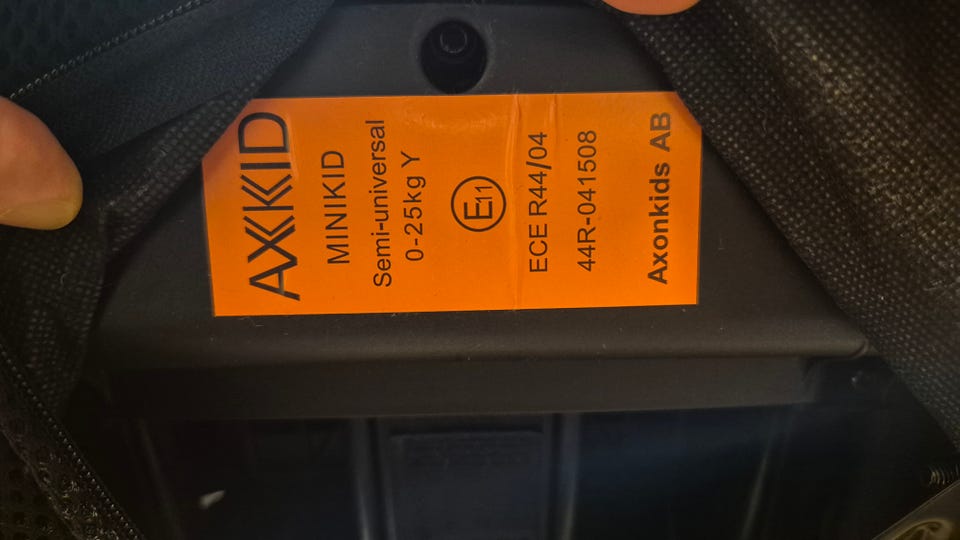 AXKID
MINIKID
Semi-universal
0-25kg Y
E11
ECE R44/04
44R-041508
Axonkids AB